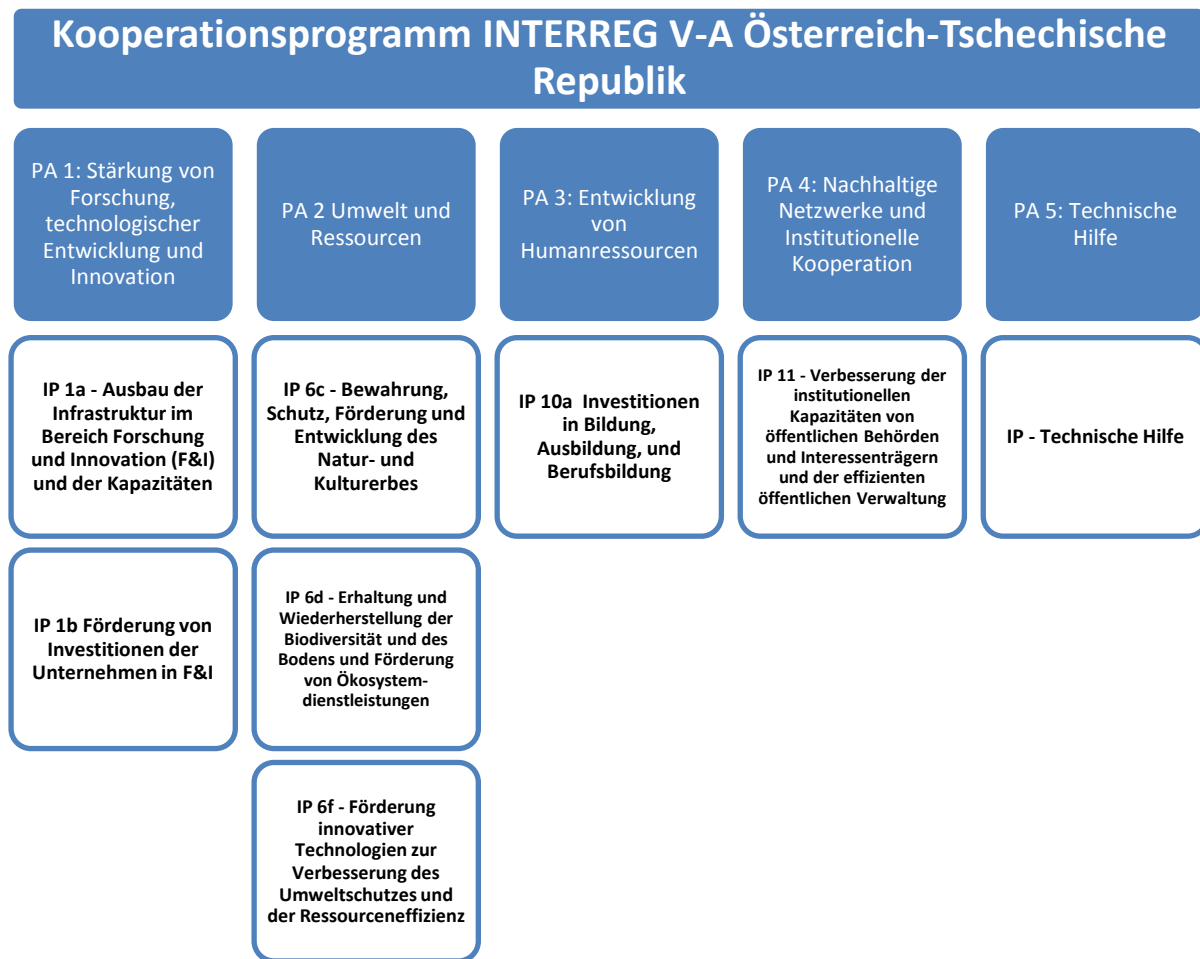 Kooperationsprogramm INTERREG V-A Österreich-Tschechische
Republik
PA 1: Stärkung von
Forschung,
technologischer
Entwicklung und
Innovation
IP 1a - Ausbau der
Infrastruktur im
Bereich Forschung
und Innovation (F&I)
und der Kapazitäten
IP 1b Förderung von
Investitionen der
Unternehmen in F&I
PA 2 Umwelt und
Ressourcen
IP 6c - Bewahrung,
Schutz, Förderung und
Entwicklung des
Natur- und
Kulturerbes
IP 6d - Erhaltung und
Wiederherstellung der
Biodiversität und des
Bodens und Förderung
von Ökosystem-
dienstleistungen
IP 6f - Förderung
innovativer
Technologien zur
Verbesserung des
Umweltschutzes und
der Ressourceneffizienz
PA 3: Entwicklung
von
Humanressourcen
IP 10a Investitionen
in Bildung,
Ausbildung, und
Berufsbildung
PA 4: Nachhaltige
Netzwerke und
Institutionelle
Kooperation
IP 11 - Verbesserung der
institutionellen
Kapazitäten von
öffentlichen Behörden
und Interessenträgern
und der effizienten
öffentlichen Verwaltung
PA 5: Technische
Hilfe
IP - Technische Hilfe